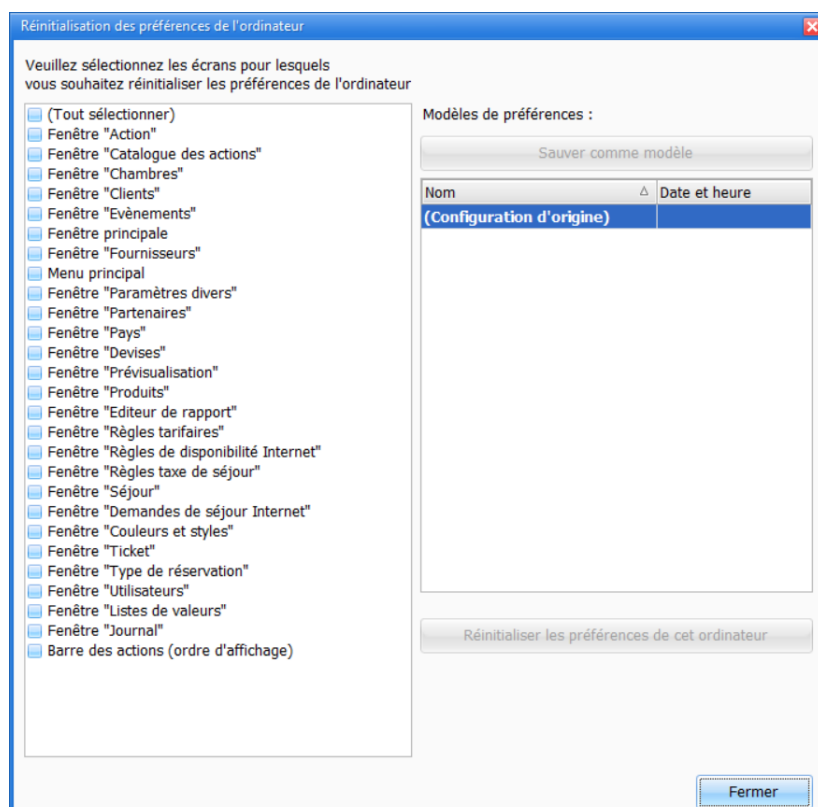 Réinitialisation des préférences de l'ordinateur
Veuillez sélectionnez les écrans pour lesquels
vous souhaitez réinitialiser les préférences de l'ordinateur
(Tout sélectionner)
Fenêtre "Action"
Fenêtre "Catalogue des actions"
Fenêtre "Chambres"
Fenêtre "Clients"
Fenêtre "Evènements"
Fenêtre principale
Fenêtre "Fournisseurs"
Menu principal
Fenêtre "Paramètres divers"
Fenêtre "Partenaires"
Fenêtre "Pays"
Fenêtre "Devises"
Fenêtre "Prévisualisation"
Fenêtre "Produits"
Fenêtre "Editeur de rapport"
Fenêtre "Règles tarifaires"
Fenêtre "Règles de disponibilité Internet"
Fenêtre "Règles taxe de séjour"
Fenêtre "Séjour"
Fenêtre "Demandes de séjour Internet"
Fenêtre "Couleurs et styles"
Fenêtre "Ticket"
Fenêtre "Type de réservation"
Fenêtre "Utilisateurs"
Fenêtre "Listes de valeurs"
Fenêtre "Journal"
Barre des actions (ordre d'affichage)
Modèles de préférences :
Sauver comme modèle
Nom Date et heure
(Configuration d'origine)
Réinitialiser les préférences de cet ordinateur
Fermer